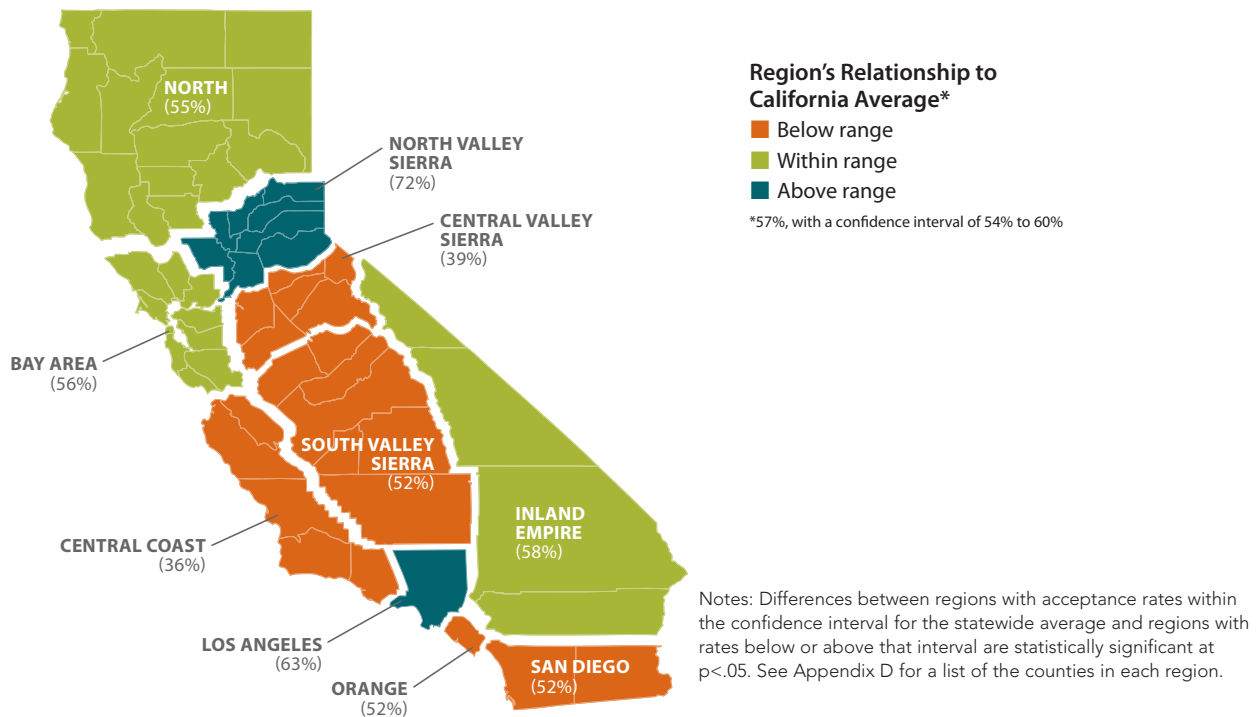 NORTH
(55%)
NORTH VALLEY
SIERRA
(72%)
CENTRAL VALLEY
SIERRA
(39%)
BAY AREA
(56%)
SOUTH VALLEY
SIERRA
(52%)
CENTRAL COAST
(36%)
INLAND
EMPIRE
(58%)
LOS ANGELES
(63%)
ORANGE
(52%)
SAN DIEGO
(52%)
Region's Relationship to
California Average*
Below range
Within range
Above range
*57%, with a confidence interval of 54% to 60%
Notes: Differences between regions with acceptance rates within
the confidence interval for the statewide average and regions with
rates below or above that interval are statistically significant at
p<.05. See Appendix D for a list of the counties in each region.